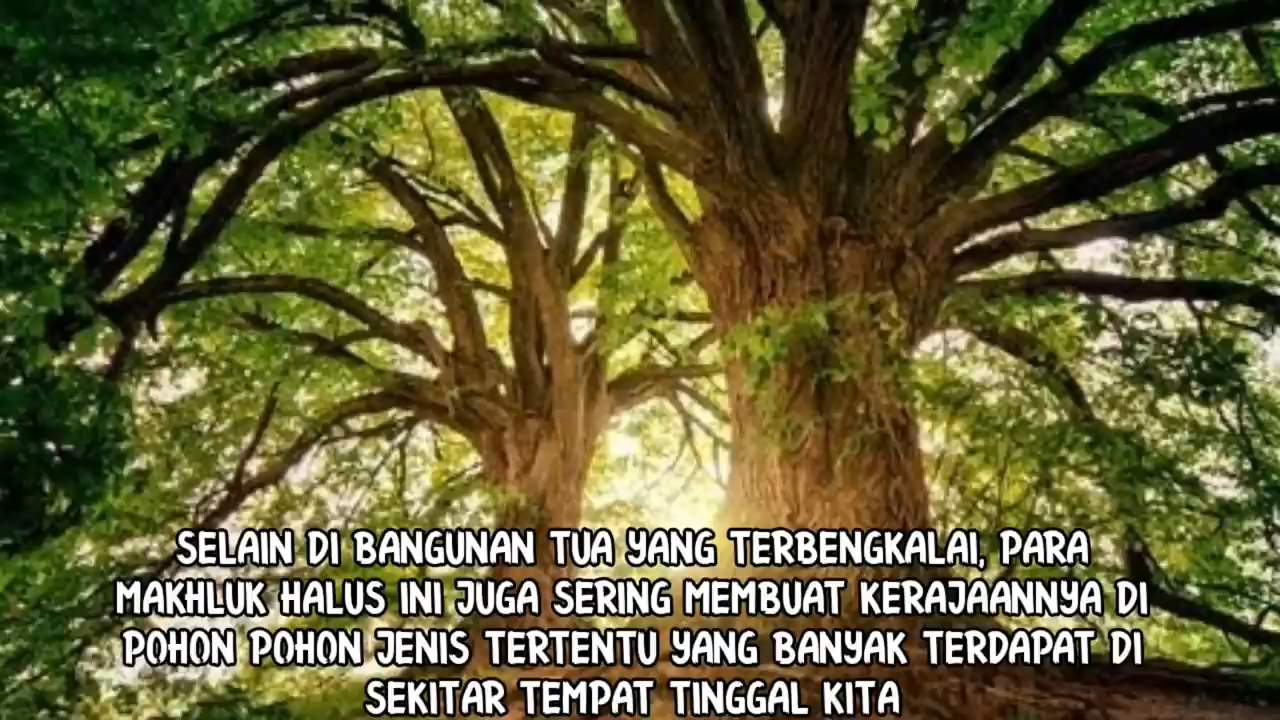 SELAIN DI BANGUNAN TUA YANG TERBENGKALAI, PARA
MAKHLUK HALUS INI JUGA SERING MEMBUAT KERAJAANNYA DI
POHON POHON JENIS TERTENTU YANG BANYAK TERDAPAT DI
SEKITAR TEMPAT TINGGAL KITA